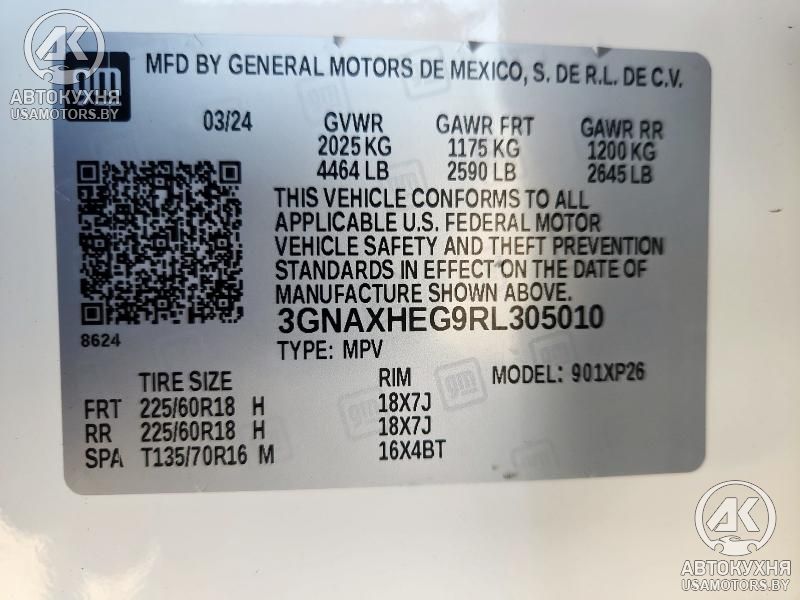 АК
АВТОКУХНЯ
USAMOTORS.BY
gm
MFD BY GENERAL MOTORS DE MEXICO, S. DE R.L. DE C.V.
03/24 GVWR GAWR FRT GAWR RR
2025 KG 1175 KG 1200 KG
4464 LB 2590 LB 2645 LB
THIS VEHICLE CONFORMS TO ALL
APPLICABLE U.S. FEDERAL MOTOR
VEHICLE SAFETY AND THEFT PREVENTION
STANDARDS IN EFFECT ON THE DATE OF
MANUFACTURE SHOWN ABOVE.
3GNAXHEG9RL305010
8624
TYPE: MPV
TIRE SIZE RIM MODEL: 901XP26
FRT 225/60R18 H 18X7J
RR 225/60R18 H 18X7J
SPA T135/70R16 M 16X4BT
АК
АВТОКУХНЯ
USAMOTORS.BY